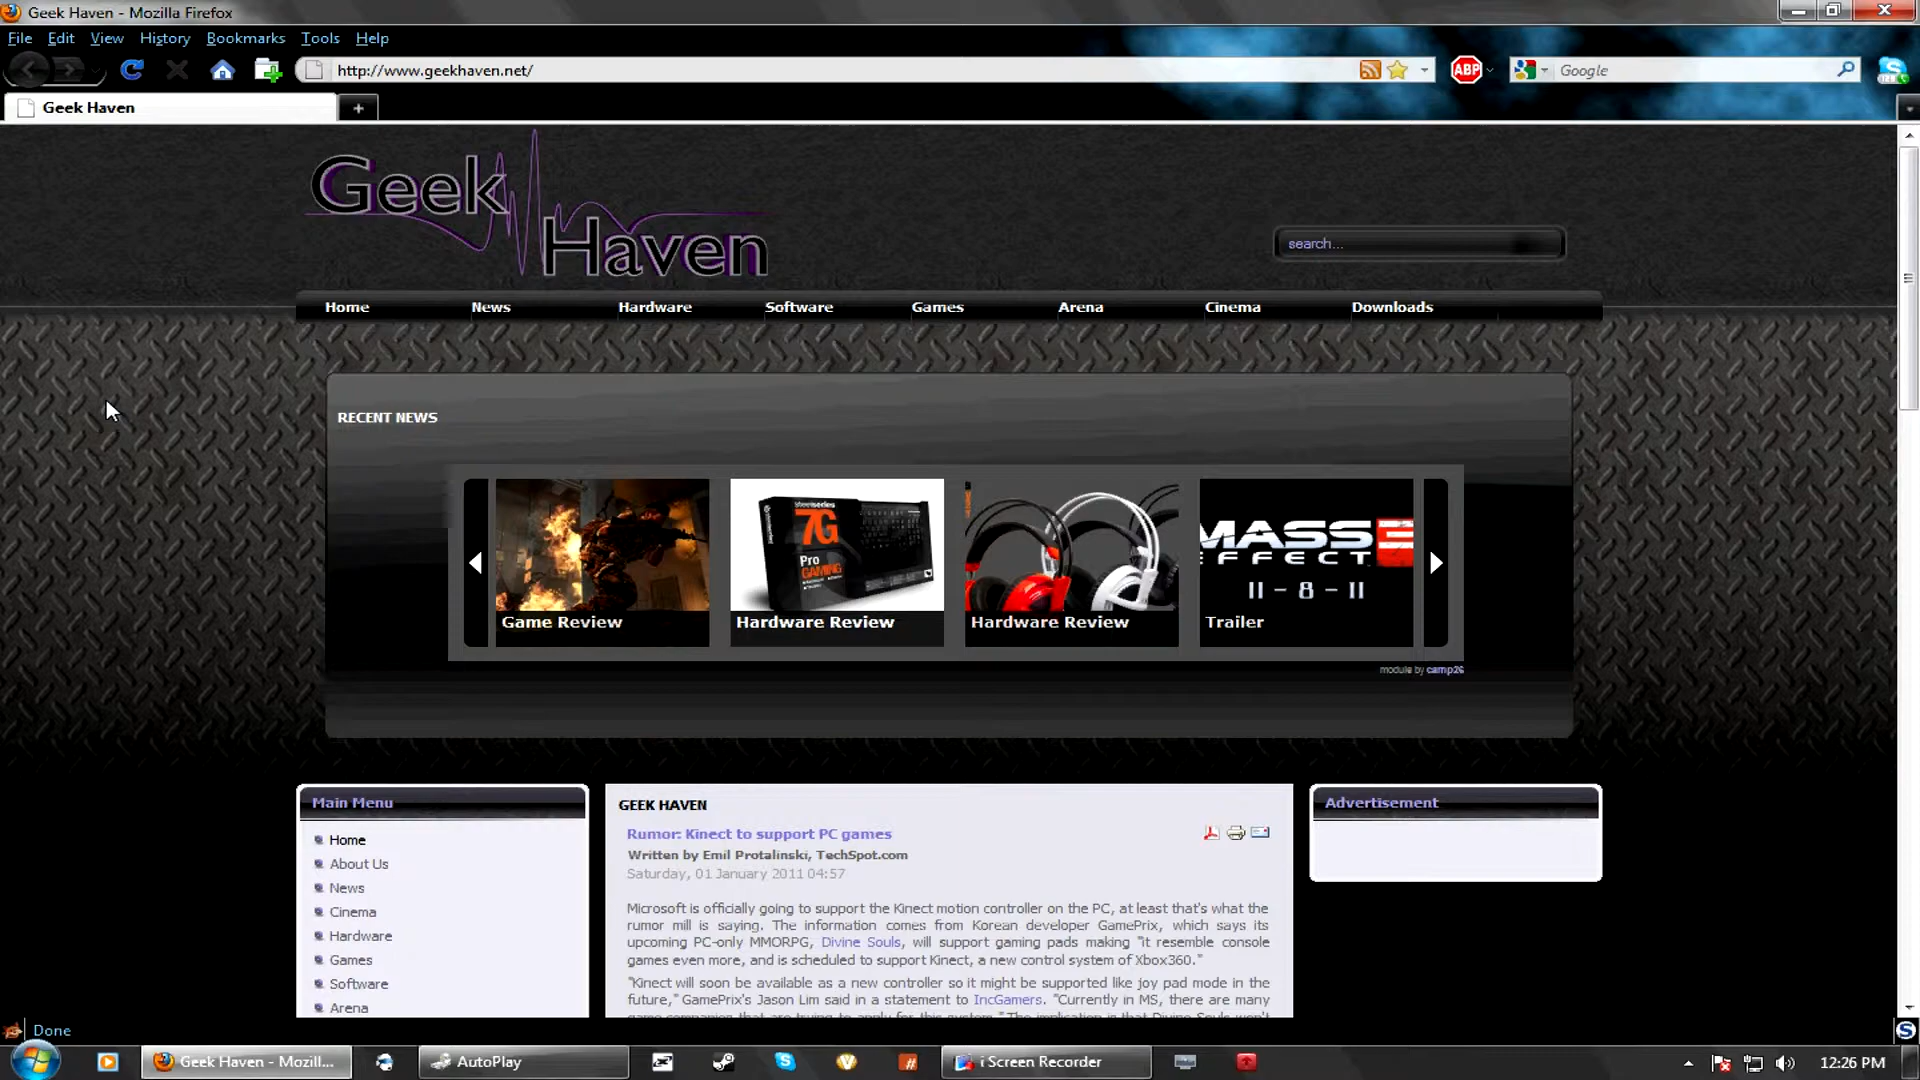 Geek Haven - Mozilla Firefox
File Edit View History Bookmarks Tools Help
http://www.geekhaven.net/
ABP
Google
Geek Haven
Geek
Haven
search...
Home News Hardware Software Games Arena Cinema Downloads
RECENT NEWS
steelseries
7G
Pro
GAMING
MASS
EFFECT 3
11 - 8 - 11
Game Review Hardware Review Hardware Review Trailer
module by camp26
Main Menu
Home
About Us
News
Cinema
Hardware
Games
Software
Arena
GEEK HAVEN
Rumor: Kinect to support PC games
Written by Emil Protalinski, TechSpot.com
Saturday, 01 January 2011 04:57
Microsoft is officially going to support the Kinect motion controller on the PC, at least that's what the
rumor mill is saying. The information comes from Korean developer GamePrix, which says its
upcoming PC-only MMORPG, Divine Souls, will support gaming pads making "it resemble console
games even more, and is scheduled to support Kinect, a new control system of Xbox360."
"Kinect will soon be available as a new controller so it might be supported like joy pad mode in the
future," GamePrix's Jason Lim said in a statement to IncGamers. "Currently in MS, there are many
Advertisement
Done
Geek Haven - Mozill...
AutoPlay
i Screen Recorder
12:26 PM